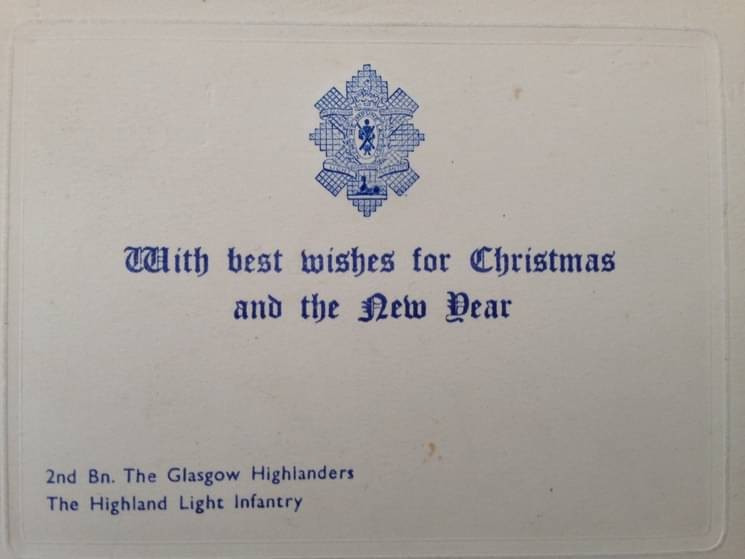 With best wishes for Christmas
and the New Year
2nd Bn. The Glasgow Highlanders
The Highland Light Infantry